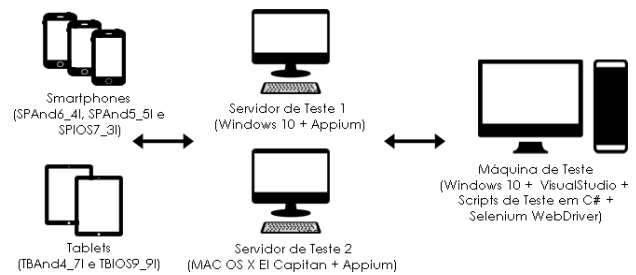 Smartphones
(SPAnd6_4I, SPAnd5_5I e
SPIOS7_3I)
Tablets
(TBAnd4_7I e TBIOS9_9I)
Servidor de Teste 1
(Windows 10 + Appium)
Servidor de Teste 2
(MAC OS X El Capitan + Appium)
Máquina de Teste
(Windows 10 + VisualStudio +
Scripts de Teste em C# +
Selenium WebDriver)